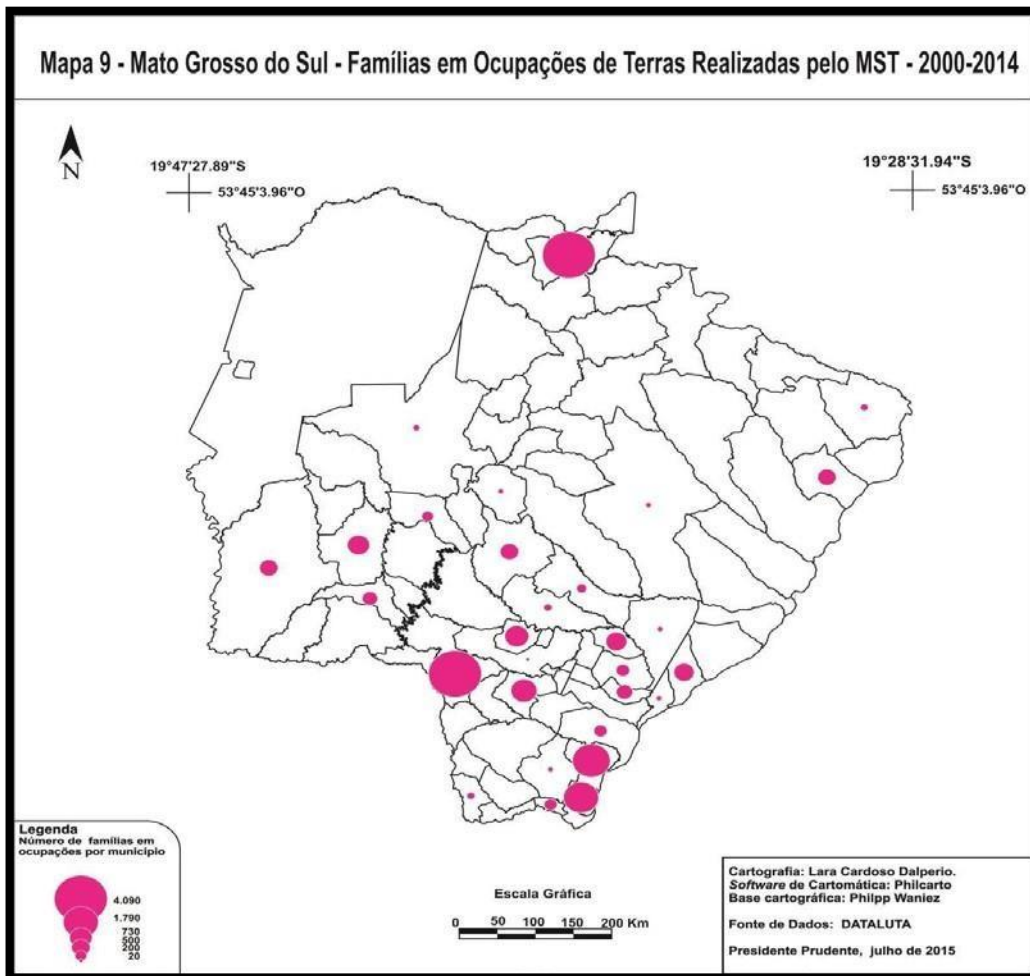 Mapa 9 - Mato Grosso do Sul - Famílias em Ocupações de Terras Realizadas pelo MST - 2000-2014
N
19°47'27.89"S
53°45'3.96"O
19°28'31.94"S
53°45'3.96"O
Legenda
Número de famílias em
ocupações por município
4.090
1.790
730
500
200
20
Escala Gráfica
0 50 100 150 200 Km
Cartografia: Lara Cardoso Dalperio.
Software de Cartomática: Philcarto
Base cartográfica: Philpp Waniez
Fonte de Dados: DATALUTA
Presidente Prudente, julho de 2015